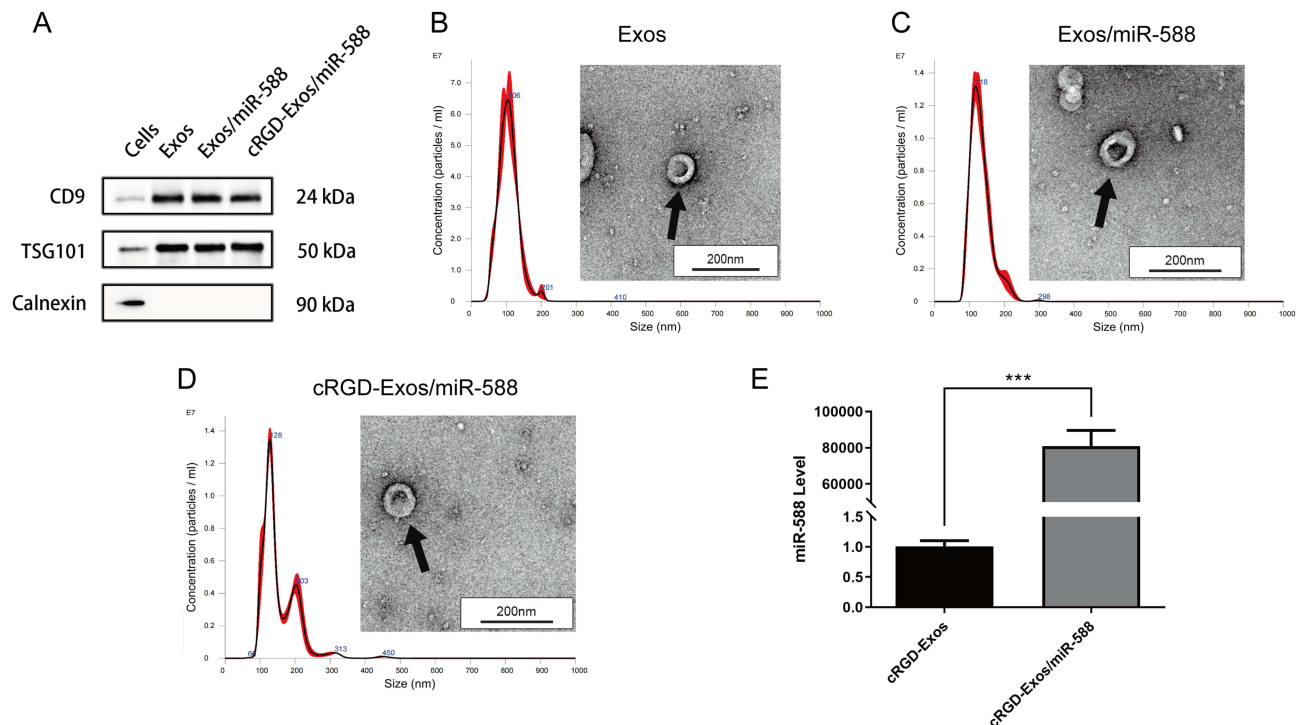 A
Cells
Exos
Exos/miR-588
cRGD-Exos/miR-588
CD9
24 kDa
TSG101
50 kDa
Calnexin
90 kDa
B
Exos
E7
Concentration (particles / ml)
7.0
6.0
5.0
4.0
3.0
2.0
1.0
0
201
410
0 100 200 300 400 500 600 700 800 900 1000
Size (nm)
200nm
C
Exos/miR-588
E7
Concentration (particles / ml)
1.4
1.2
1.0
0.8
0.6
0.4
0.2
0
298
0 100 200 300 400 500 600 700 800 900 1000
Size (nm)
200nm
D
cRGD-Exos/miR-588
E7
Concentration (particles / ml)
1.4
1.2
1.0
0.8
0.6
0.4
0.2
0
313
450
0 100 200 300 400 500 600 700 800 900 1000
Size (nm)
200nm
E
***
miR-588 Level
100000
80000
60000
1.5
1.0
0.5
0.0
cRGD-Exos
cRGD-Exos/miR-588